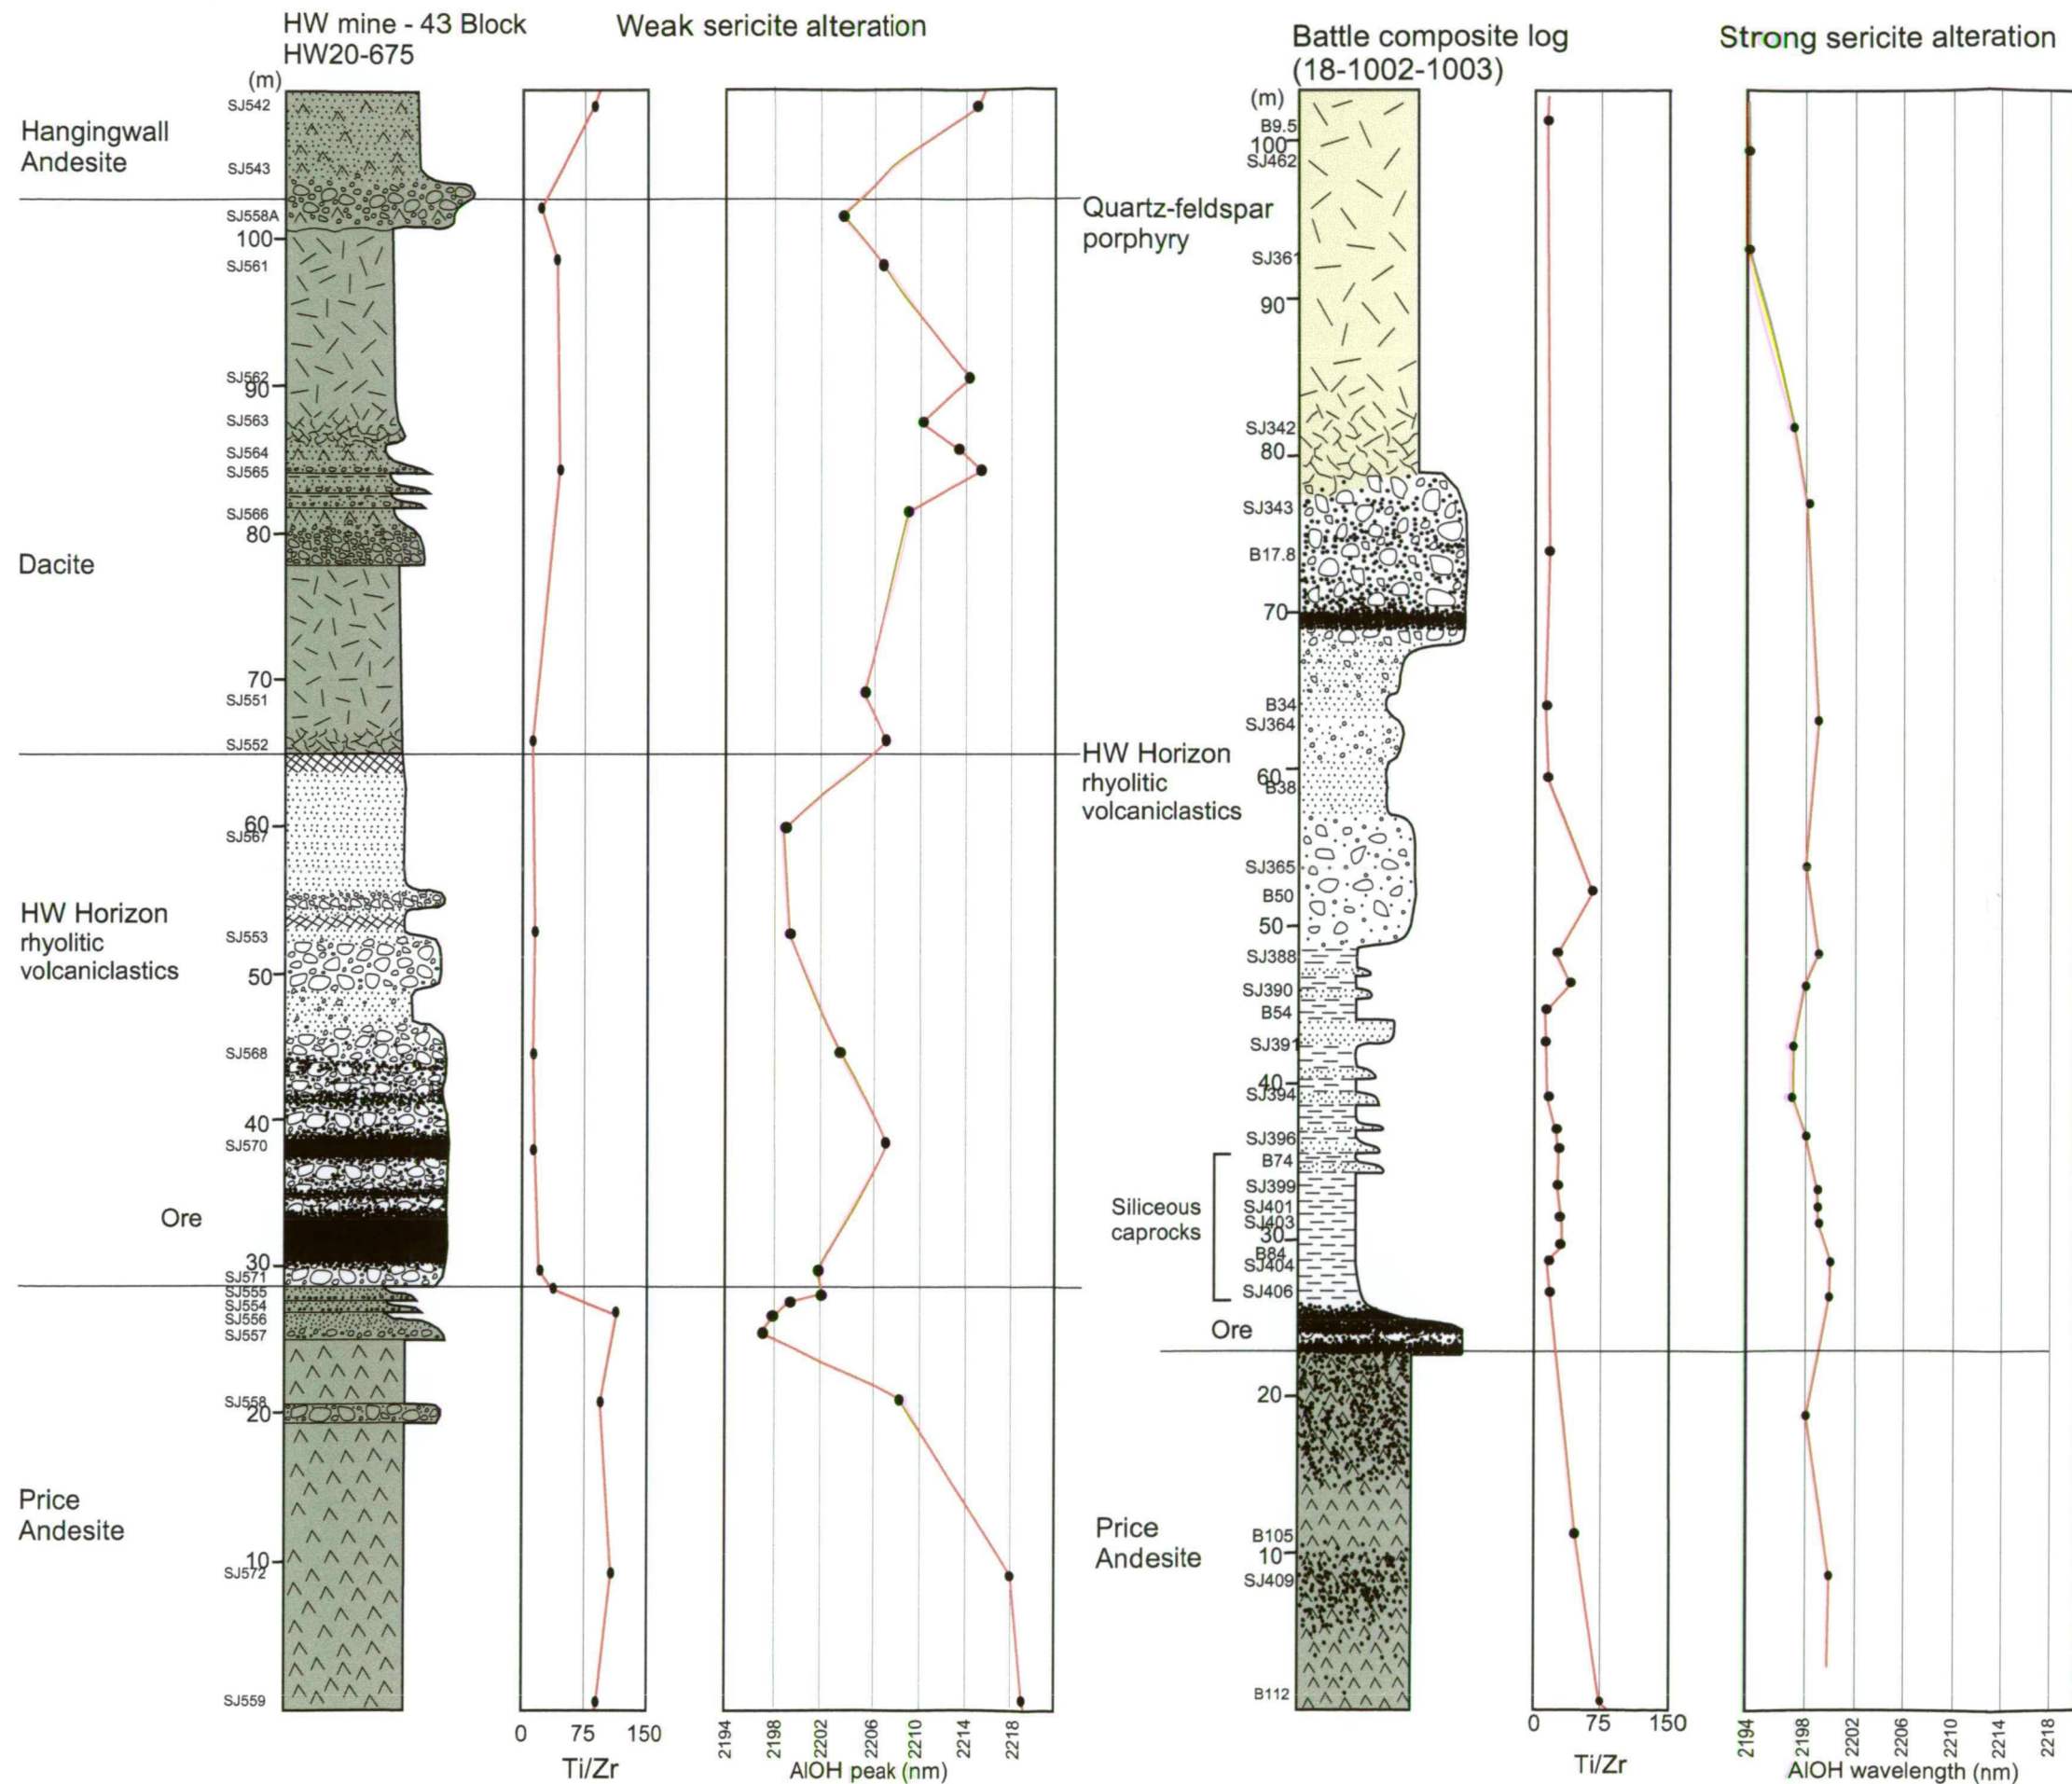 HW mine - 43 Block
HW20-675
Weak sericite alteration
(m)
SJ542
Hangingwall
Andesite
SJ543
SJ558A
100
SJ561
SJ562
90
SJ563
SJ564
SJ565
SJ566
80
Dacite
70
SJ551
SJ552
60
SJ567
HW Horizon
rhyolitic
volcaniclastics
SJ553
50
SJ568
40
SJ570
Ore
30
SJ571
SJ555
SJ554
SJ556
SJ557
SJ558
20
Price
Andesite
10
SJ572
SJ559
0 75 150
Ti/Zr
2194 2198 2202 2206 2210 2214 2218
AlOH peak (nm)
Battle composite log
(18-1002-1003)
Strong sericite alteration
(m)
B9.5
100
SJ462
Quartz-feldspar
porphyry
SJ361
90
SJ342
80
SJ343
B17.8
70
B34
SJ364
HW Horizon
rhyolitic
volcaniclastics
60
B38
SJ365
B50
50
SJ388
SJ390
B54
SJ391
40
SJ394
SJ396
B74
SJ399
Siliceous
caprocks
SJ401
SJ403
30
B84
SJ404
SJ406
Ore
20
Price
Andesite
B105
10
SJ409
B112
0 75 150
Ti/Zr
2194 2198 2202 2206 2210 2214 2218
AlOH wavelength (nm)